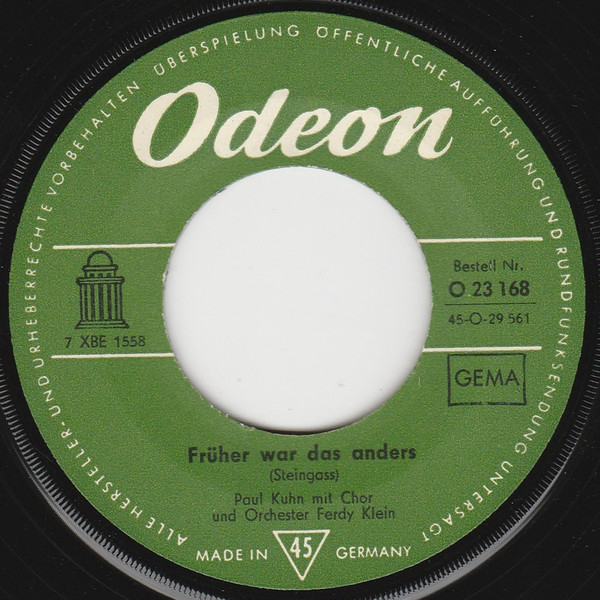 ALLE HERSTELLER- UND URHEBERRECHTE VORBEHALTEN ÜBERSPIELUNG ÖFFENTLICHE AUFFÜHRUNG UND RUNDFUNKSENDUNG UNTERSAGT
Odeon
Bestell Nr.
O 23 168
45-O-29 561
7 XBE 1558
GEMA
Früher war das anders
(Steingass)
Paul Kuhn mit Chor
und Orchester Ferdy Klein
MADE IN 45 GERMANY